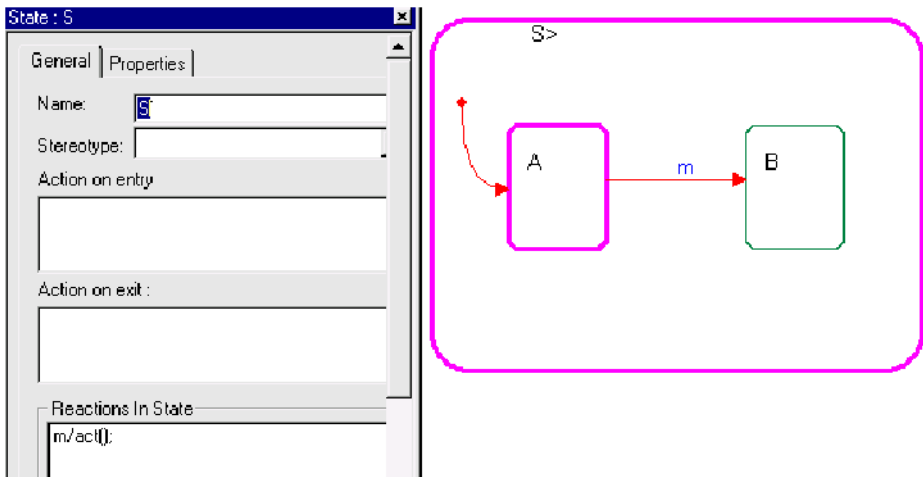 State : S
General
Properties
Name:
S
Stereotype:
Action on entry
Action on exit :
Reactions In State
m/act();
S>
A
m
B